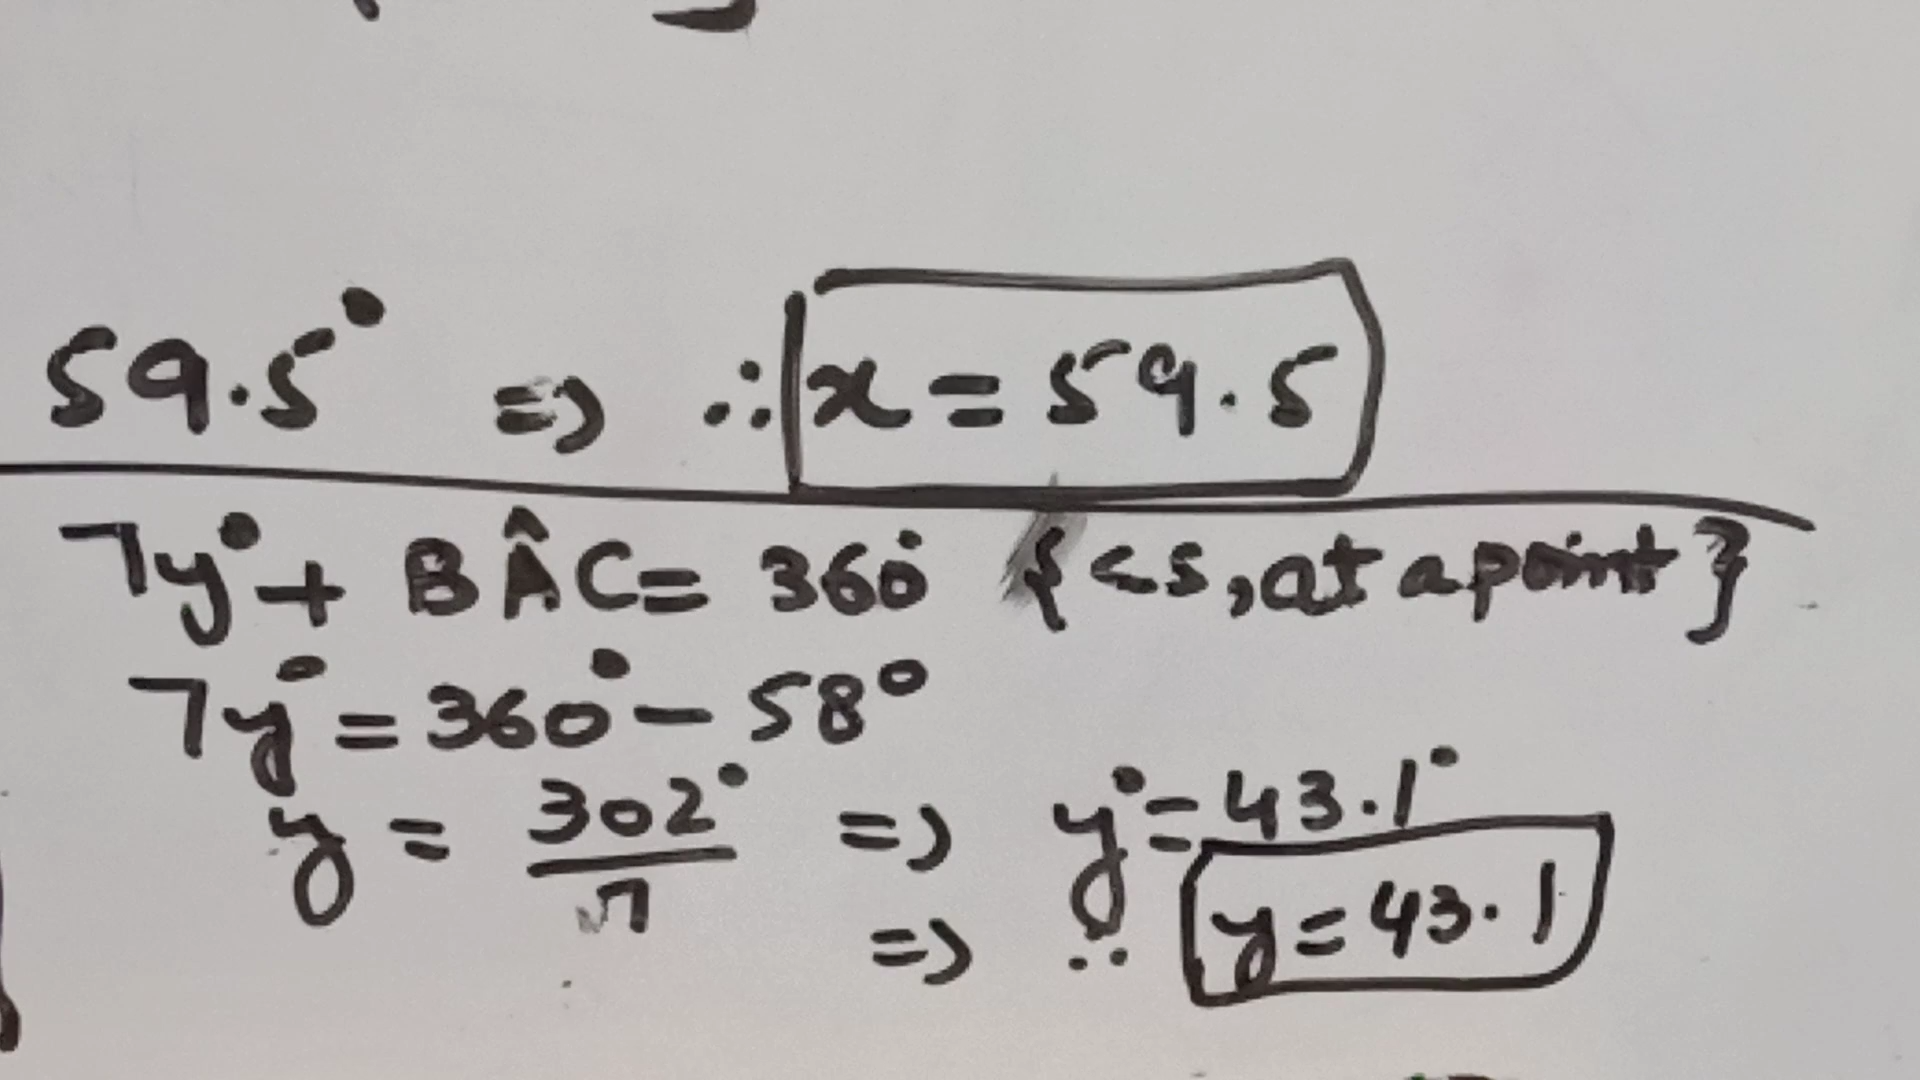 59.5° => ∴ x = 59.5
7y° + BÂC = 360° {<s, at a point}
7y° = 360° - 58°
y = 302°/7 => y° = 43.1°
=> ∴ y = 43.1